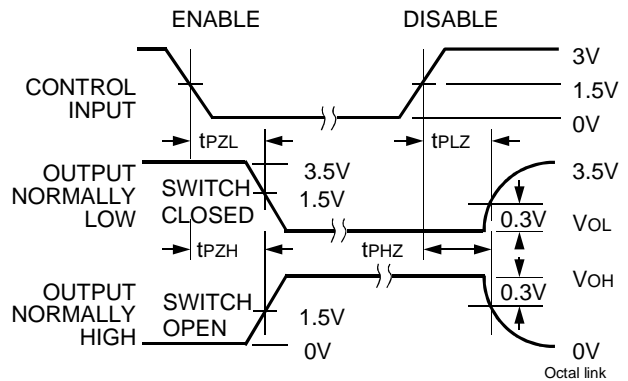 ENABLE
DISABLE
CONTROL
INPUT
3V
1.5V
0V
tPZL
tPLZ
OUTPUT
NORMALLY
LOW
SWITCH
CLOSED
3.5V
1.5V
3.5V
0.3V
VOL
tPZH
tPHZ
OUTPUT
NORMALLY
HIGH
SWITCH
OPEN
1.5V
0V
0.3V
VOH
0V
Octal link